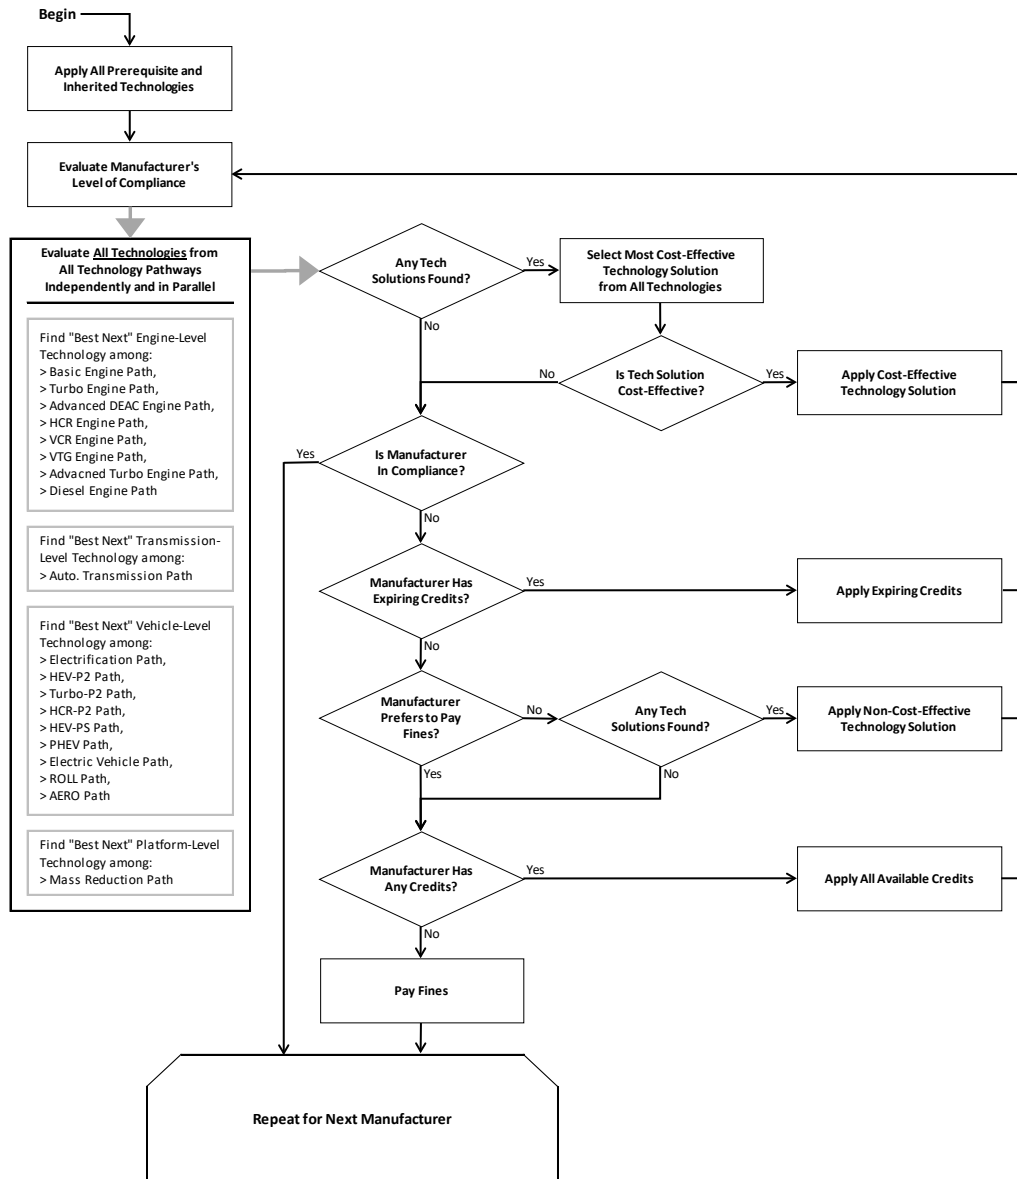 Begin
Apply All Prerequisite and
Inherited Technologies
Evaluate Manufacturer's
Level of Compliance
Evaluate All Technologies from
All Technology Pathways
Independently and in Parallel
Find "Best Next" Engine-Level
Technology among:
> Basic Engine Path,
> Turbo Engine Path,
> Advanced DEAC Engine Path,
> HCR Engine Path,
> VCR Engine Path,
> VTG Engine Path,
> Advacned Turbo Engine Path,
> Diesel Engine Path
Find "Best Next" Transmission-
Level Technology among:
> Auto. Transmission Path
Find "Best Next" Vehicle-Level
Technology among:
> Electrification Path,
> HEV-P2 Path,
> Turbo-P2 Path,
> HCR-P2 Path,
> HEV-PS Path,
> PHEV Path,
> Electric Vehicle Path,
> ROLL Path,
> AERO Path
Find "Best Next" Platform-Level
Technology among:
> Mass Reduction Path
Any Tech
Solutions Found?
Yes
No
Select Most Cost-Effective
Technology Solution
from All Technologies
Is Tech Solution
Cost-Effective?
No
Yes
Apply Cost-Effective
Technology Solution
Is Manufacturer
In Compliance?
Yes
No
Manufacturer Has
Expiring Credits?
Yes
No
Apply Expiring Credits
Manufacturer
Prefers to Pay
Fines?
No
Yes
Any Tech
Solutions Found?
Yes
No
Apply Non-Cost-Effective
Technology Solution
Manufacturer Has
Any Credits?
Yes
No
Apply All Available Credits
Pay Fines
Repeat for Next Manufacturer